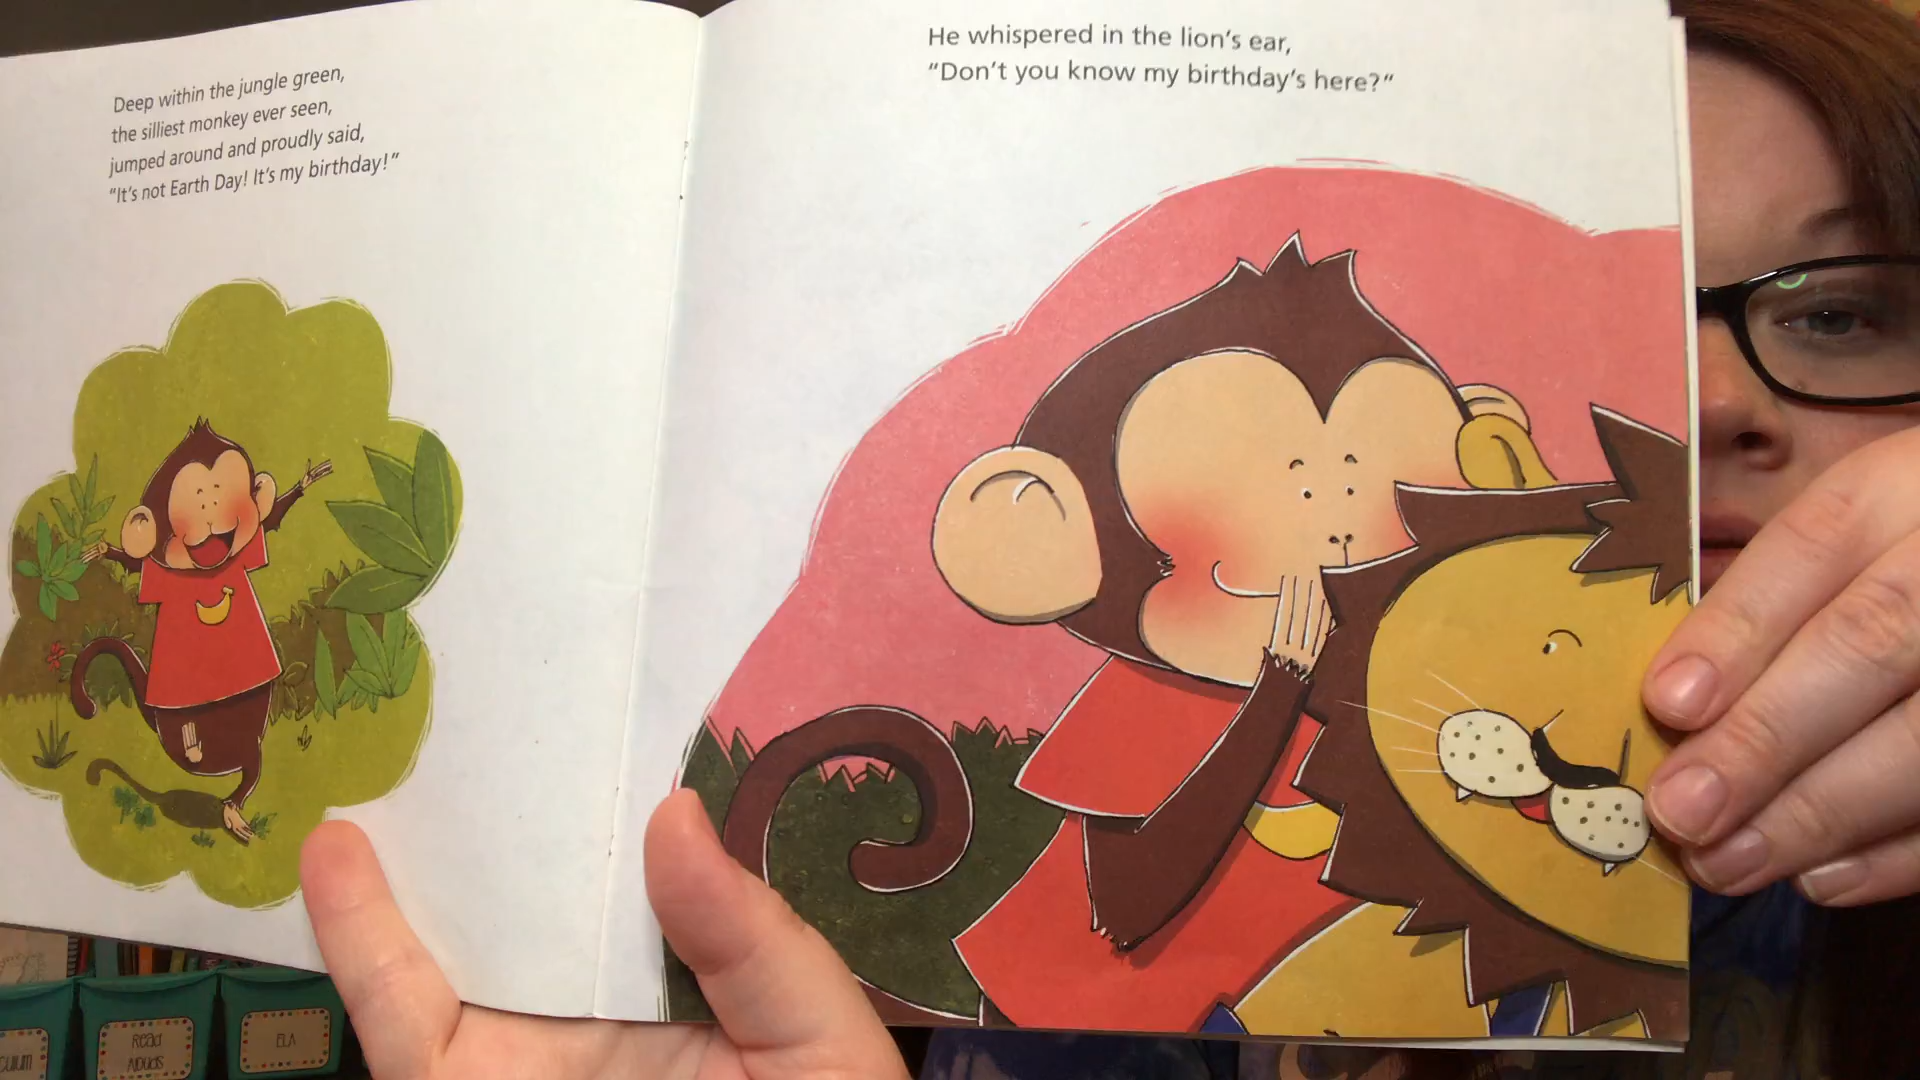 Deep within the jungle green,
the silliest monkey ever seen,
jumped around and proudly said,
"It's not Earth Day! It's my birthday!"
He whispered in the lion's ear,
"Don't you know my birthday's here?"
Read
Alouds
ELA